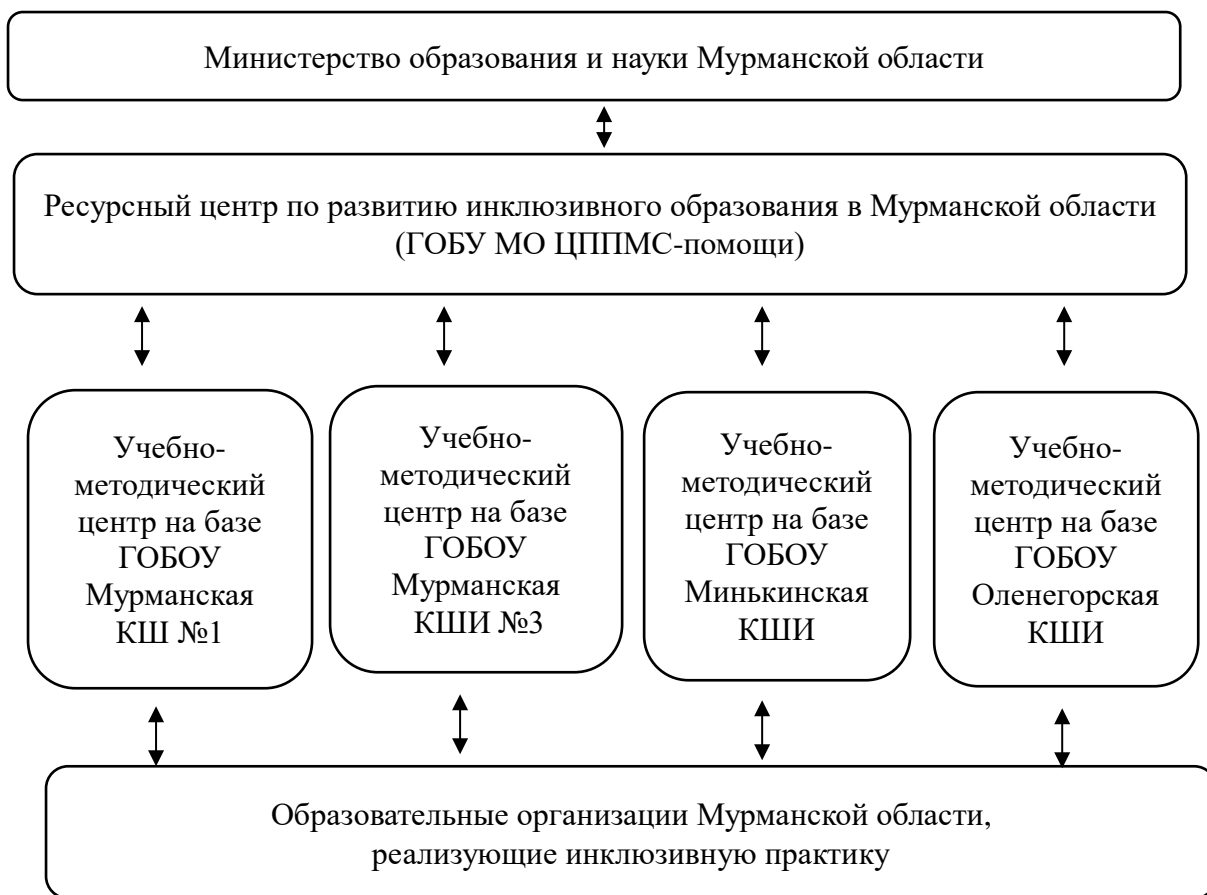 Министерство образования и науки Мурманской области
Ресурсный центр по развитию инклюзивного образования в Мурманской области
(ГОБУ МО ЦППМС-помощи)
Учебно-
методический
центр на базе
ГОБОУ
Мурманская
КШ №1
Учебно-
методический
центр на базе
ГОБОУ
Мурманская
КШИ №3
Учебно-
методический
центр на базе
ГОБОУ
Минькинская
КШИ
Учебно-
методический
центр на базе
ГОБОУ
Оленегорская
КШИ
Образовательные организации Мурманской области,
реализующие инклюзивную практику